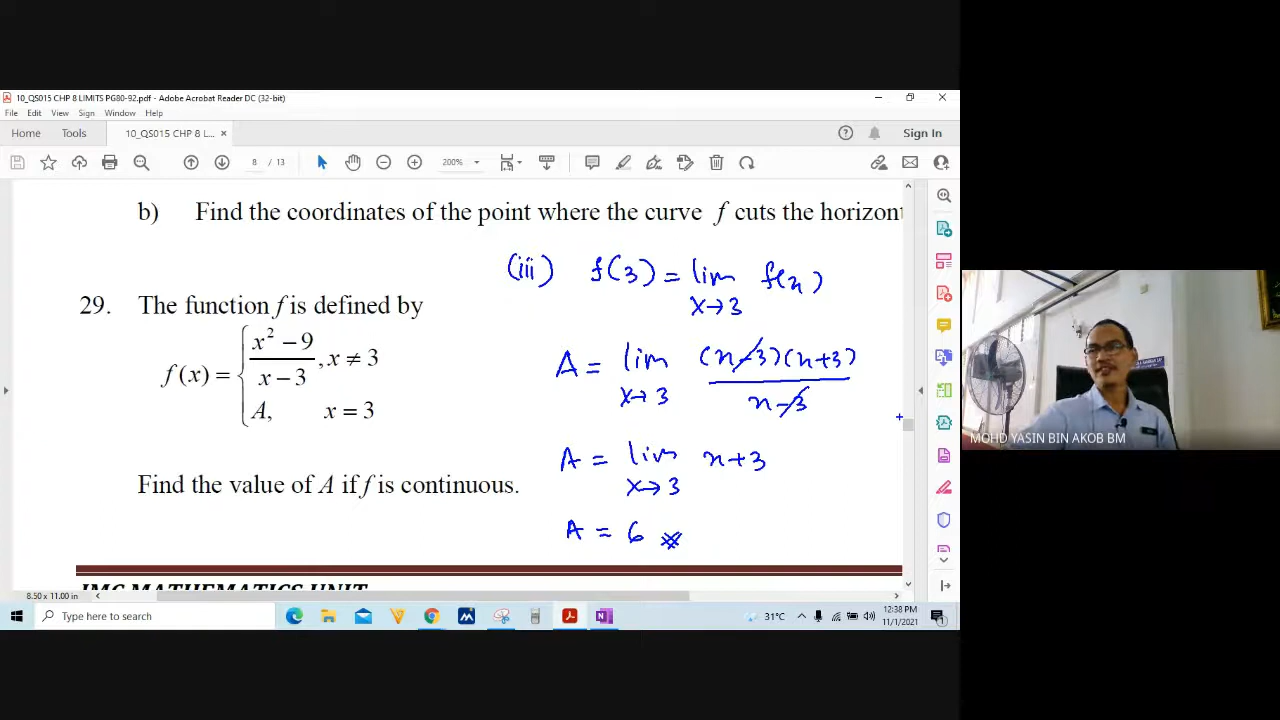 10_QS015 CHP 8 LIMITS PG80-92.pdf - Adobe Acrobat Reader DC (32-bit)
File Edit View Sign Window Help
Home Tools 10_QS015 CHP 8 L... × Sign In
8 / 13 200%
b) Find the coordinates of the point where the curve f cuts the horizont
(iii) f(3) = lim f(x)
x→3
29. The function f is defined by
f(x) = { x² − 9 / x − 3 , x ≠ 3
A, x = 3
A = lim (x−3)(x+3) / x−3
x→3
A = lim x+3
x→3
Find the value of A if f is continuous.
A = 6
MOHD YASIN BIN AKOB BM
8.50 x 11.00 in
Type here to search
31°C
12:38 PM
11/1/2021